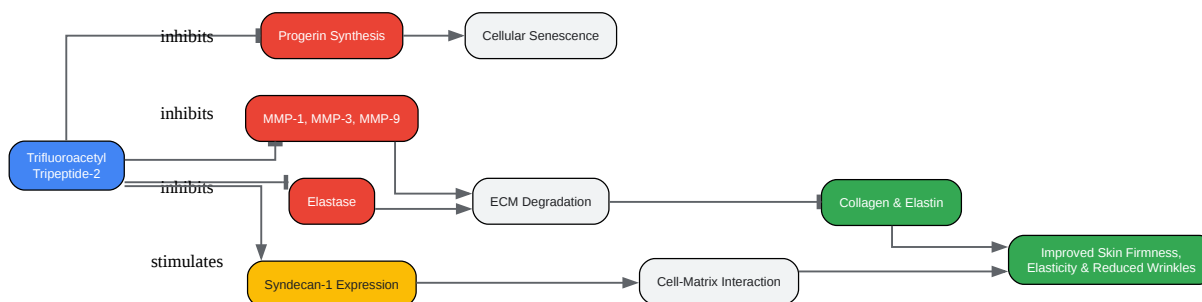 inhibits
Progerin Synthesis
Cellular Senescence
inhibits
MMP-1, MMP-3, MMP-9
Trifluoroacetyl
Tripeptide-2
inhibits
Elastase
ECM Degradation
Collagen & Elastin
stimulates
Syndecan-1 Expression
Cell-Matrix Interaction
Improved Skin Firmness,
Elasticity & Reduced Wrinkles